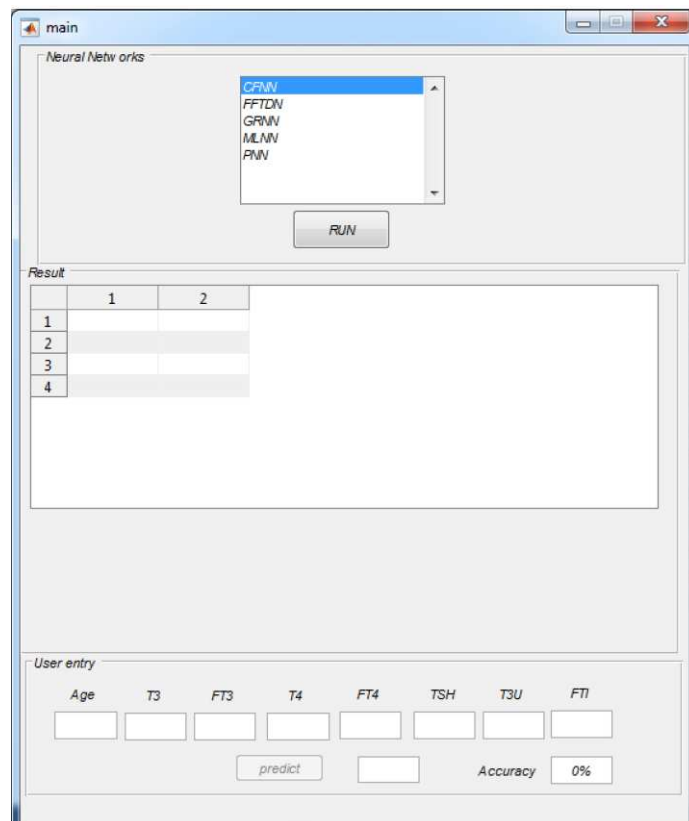 main
Neural Netw orks
CFNN
FFTDN
GRNN
MLNN
PNN
RUN
Result
1 2
1
2
3
4
User entry
Age T3 FT3 T4 FT4 TSH T3U FTI
predict Accuracy 0%